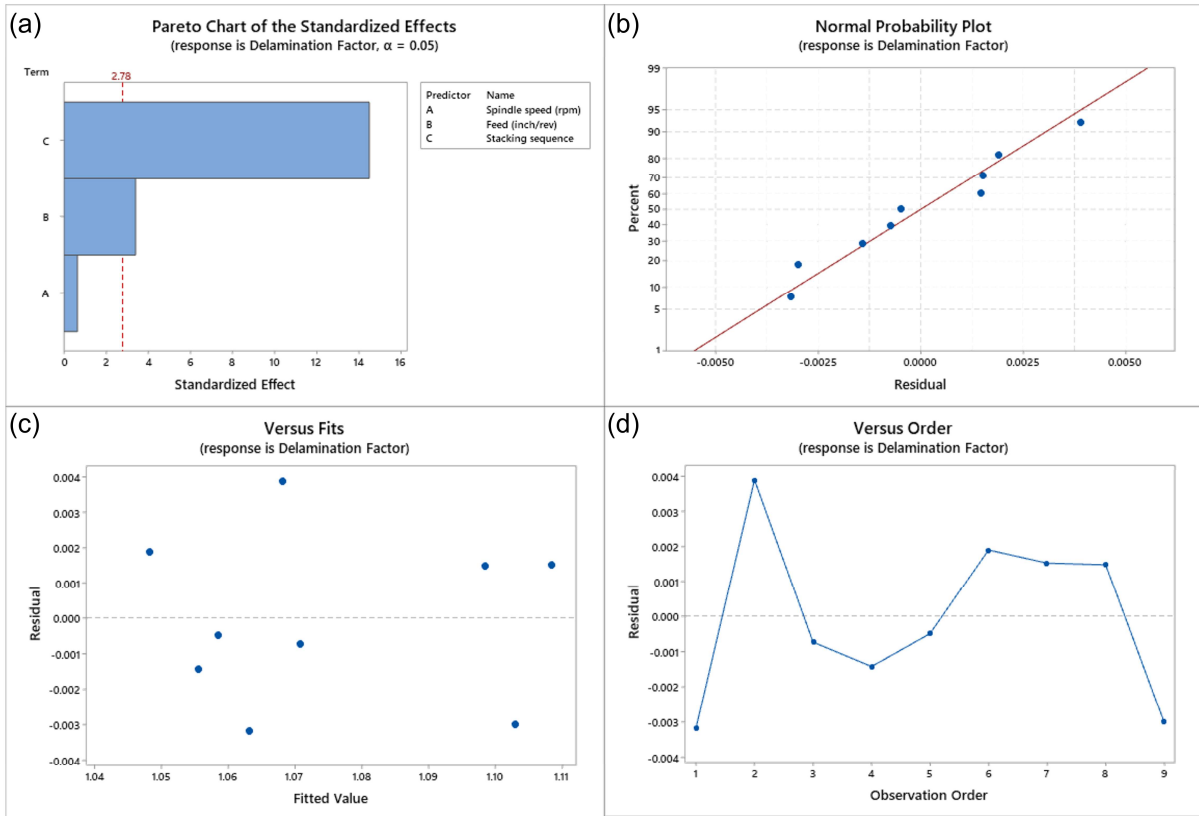 (a)
Pareto Chart of the Standardized Effects
(response is Delamination Factor, α = 0.05)
Term
2.78
C
B
A
0 2 4 6 8 10 12 14 16
Standardized Effect
Predictor Name
A Spindle speed (rpm)
B Feed (inch/rev)
C Stacking sequence
(b)
Normal Probability Plot
(response is Delamination Factor)
Percent
99
95
90
80
70
60
50
40
30
20
10
5
1
-0.0050 -0.0025 0.0000 0.0025 0.0050
Residual
(c)
Versus Fits
(response is Delamination Factor)
Residual
0.004
0.003
0.002
0.001
0.000
-0.001
-0.002
-0.003
-0.004
1.04 1.05 1.06 1.07 1.08 1.09 1.10 1.11
Fitted Value
(d)
Versus Order
(response is Delamination Factor)
Residual
0.004
0.003
0.002
0.001
0.000
-0.001
-0.002
-0.003
-0.004
1 2 3 4 5 6 7 8 9
Observation Order